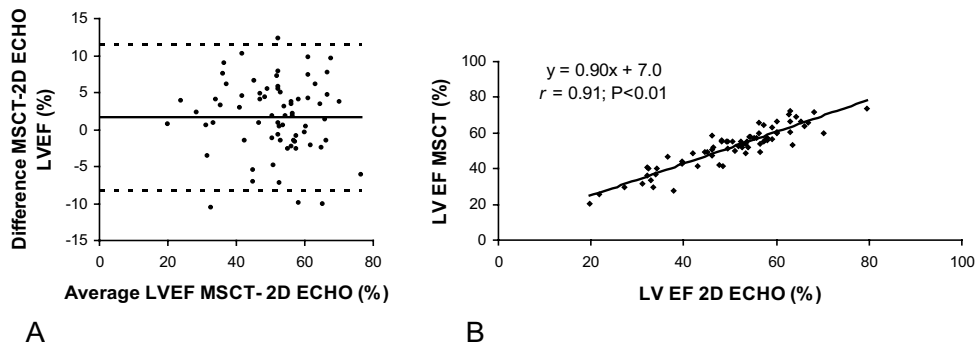 Difference MSCT-2D ECHO
LVEF (%)
15
10
5
0
-5
-10
-15
0
20
40
60
80
Average LVEF MSCT- 2D ECHO (%)
A
y = 0.90x + 7.0
r = 0.91; P<0.01
LV EF MSCT (%)
100
80
60
40
20
0
0
20
40
60
80
100
LV EF 2D ECHO (%)
B